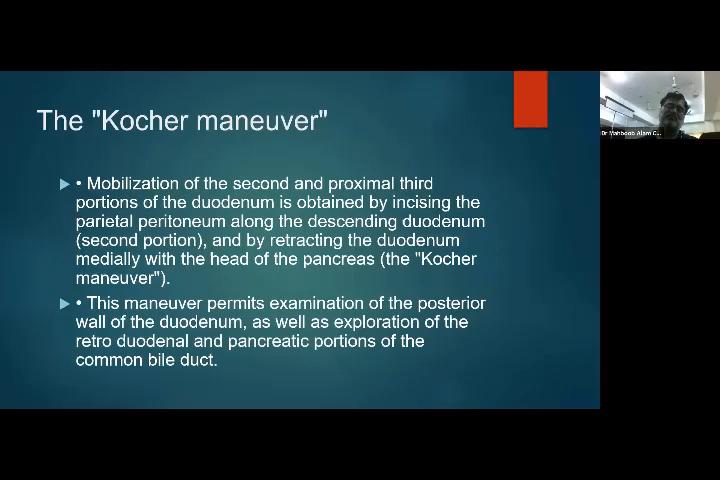 The "Kocher maneuver"
• Mobilization of the second and proximal third
portions of the duodenum is obtained by incising the
parietal peritoneum along the descending duodenum
(second portion), and by retracting the duodenum
medially with the head of the pancreas (the "Kocher
maneuver").
• This maneuver permits examination of the posterior
wall of the duodenum, as well as exploration of the
retro duodenal and pancreatic portions of the
common bile duct.
Dr Mahboob Alam C...